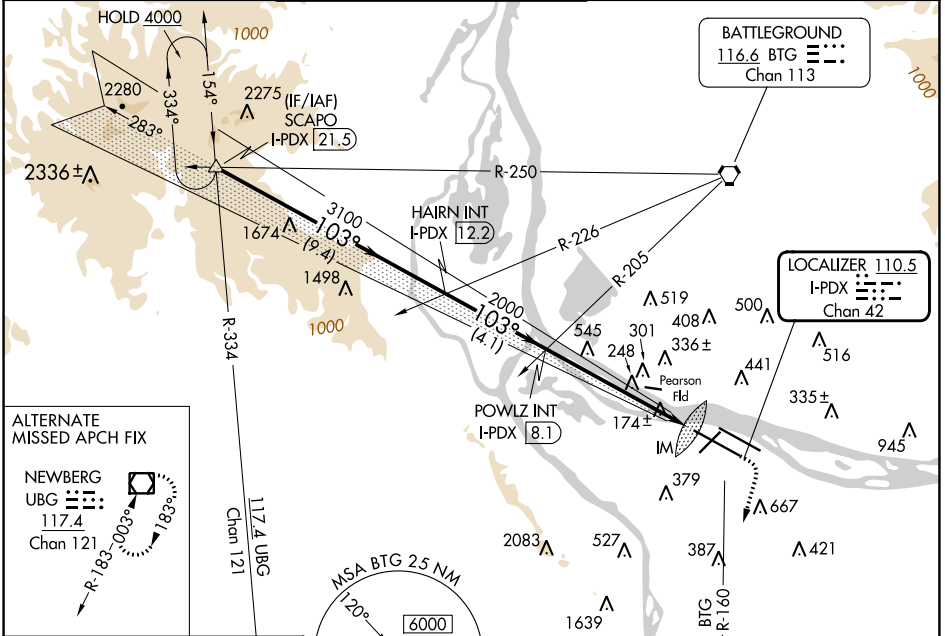 HOLD 4000
1000
BATTLEGROUND
116.6 BTG
Chan 113
1000
2280
2275
(IF/IAF)
SCAPO
I-PDX 21.5
154°
334°
283°
2336±
R-250
3100
103°
(9.4)
1674
HAIRN INT
I-PDX 12.2
R-226
R-205
1498
1000
2000
103°
(4.1)
LOCALIZER 110.5
I-PDX
Chan 42
519
408
500
545
301
336±
516
248
441
Pearson
Fld
335±
174±
945
POWLZ INT
I-PDX 8.1
IM
R-334
ALTERNATE
MISSED APCH FIX
NEWBERG
UBG
117.4
Chan 121
183°
003°
R-183
117.4 UBG
Chan 121
379
667
2083
527
387
421
MSA BTG 25 NM
120°
6000
1639
BTG
R-160